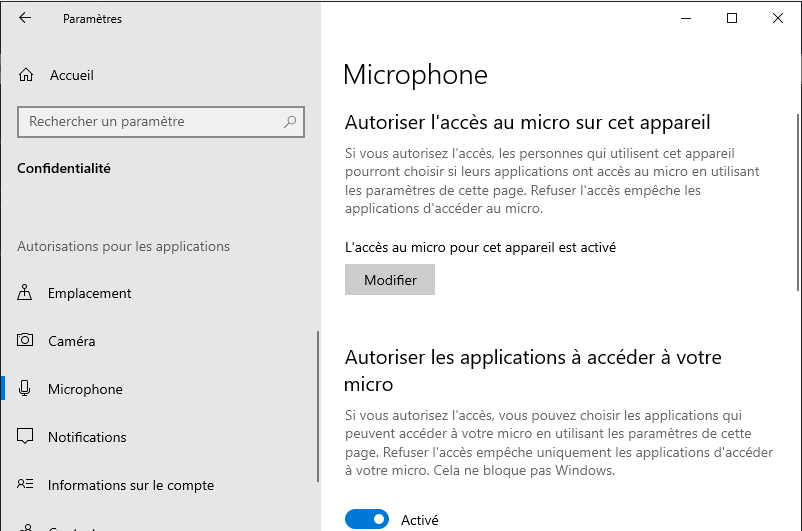 Paramètres
Accueil
Rechercher un paramètre
Confidentialité
Autorisations pour les applications
Emplacement
Caméra
Microphone
Notifications
Informations sur le compte
Microphone
Autoriser l'accès au micro sur cet appareil
Si vous autorisez l'accès, les personnes qui utilisent cet appareil
pourront choisir si leurs applications ont accès au micro en utilisant
les paramètres de cette page. Refuser l'accès empêche les
applications d'accéder au micro.
L'accès au micro pour cet appareil est activé
Modifier
Autoriser les applications à accéder à votre
micro
Si vous autorisez l'accès, vous pouvez choisir les applications qui
peuvent accéder à votre micro en utilisant les paramètres de cette
page. Refuser l'accès empêche uniquement les applications d'accéder
à votre micro. Cela ne bloque pas Windows.
Activé